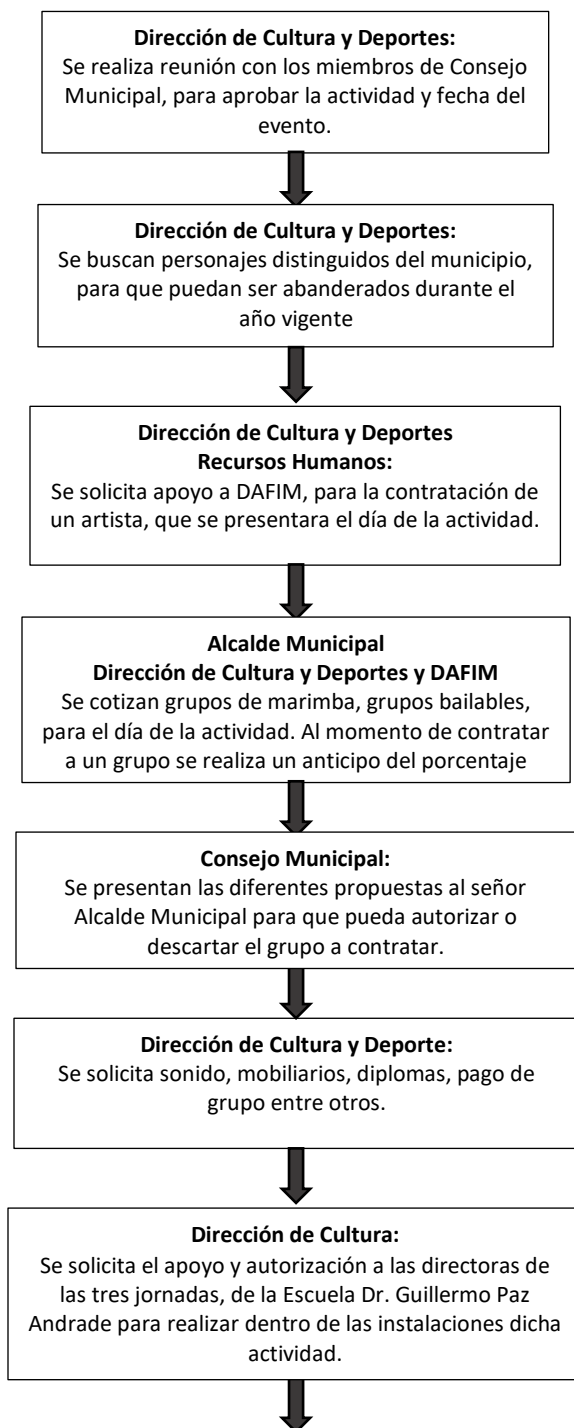 Dirección de Cultura y Deportes:
Se realiza reunión con los miembros de Consejo
Municipal, para aprobar la actividad y fecha del
evento.
Dirección de Cultura y Deportes:
Se buscan personajes distinguidos del municipio,
para que puedan ser abanderados durante el
año vigente
Dirección de Cultura y Deportes
Recursos Humanos:
Se solicita apoyo a DAFIM, para la contratación de
un artista, que se presentara el día de la actividad.
Alcalde Municipal
Dirección de Cultura y Deportes y DAFIM
Se cotizan grupos de marimba, grupos bailables,
para el día de la actividad. Al momento de contratar
a un grupo se realiza un anticipo del porcentaje
Consejo Municipal:
Se presentan las diferentes propuestas al señor
Alcalde Municipal para que pueda autorizar o
descartar el grupo a contratar.
Dirección de Cultura y Deporte:
Se solicita sonido, mobiliarios, diplomas, pago de
grupo entre otros.
Dirección de Cultura:
Se solicita el apoyo y autorización a las directoras de
las tres jornadas, de la Escuela Dr. Guillermo Paz
Andrade para realizar dentro de las instalaciones dicha
actividad.